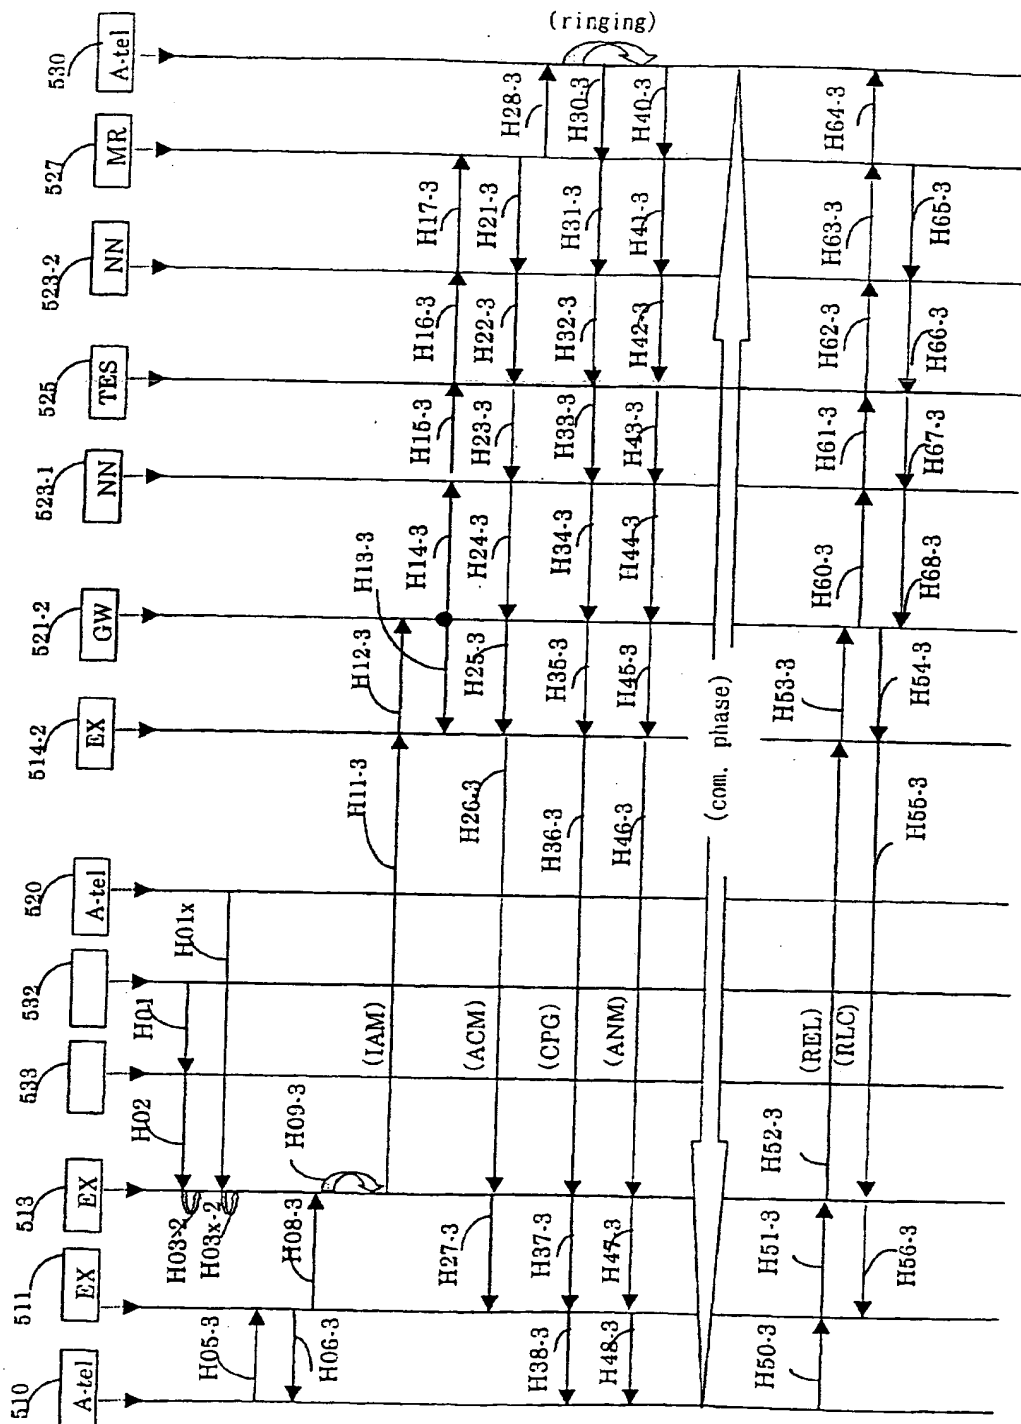 (ringing)
530
A-tel
527
MR
523-2
NN
525
TES
523-1
NN
521-2
GW
514-2
EX
520
A-tel
532
533
513
EX
511
EX
510
A-tel
H01
H02
H01x
H03-2
H03x-2
H05-3
H06-3
H08-3
H09-3
(IAM)
H11-3
H12-3
H13-3
H14-3
H15-3
H16-3
H17-3
(ACM)
H21-3
H22-3
H23-3
H24-3
H25-3
H26-3
H27-3
H28-3
(CPG)
H30-3
H31-3
H32-3
H33-3
H34-3
H35-3
H36-3
H37-3
H38-3
(ANM)
H40-3
H41-3
H42-3
H43-3
H44-3
H45-3
H46-3
H47-3
H48-3
(com. phase)
(REL)
(RLC)
H50-3
H51-3
H52-3
H53-3
H54-3
H55-3
H56-3
H60-3
H61-3
H62-3
H63-3
H64-3
H65-3
H66-3
H67-3
H68-3